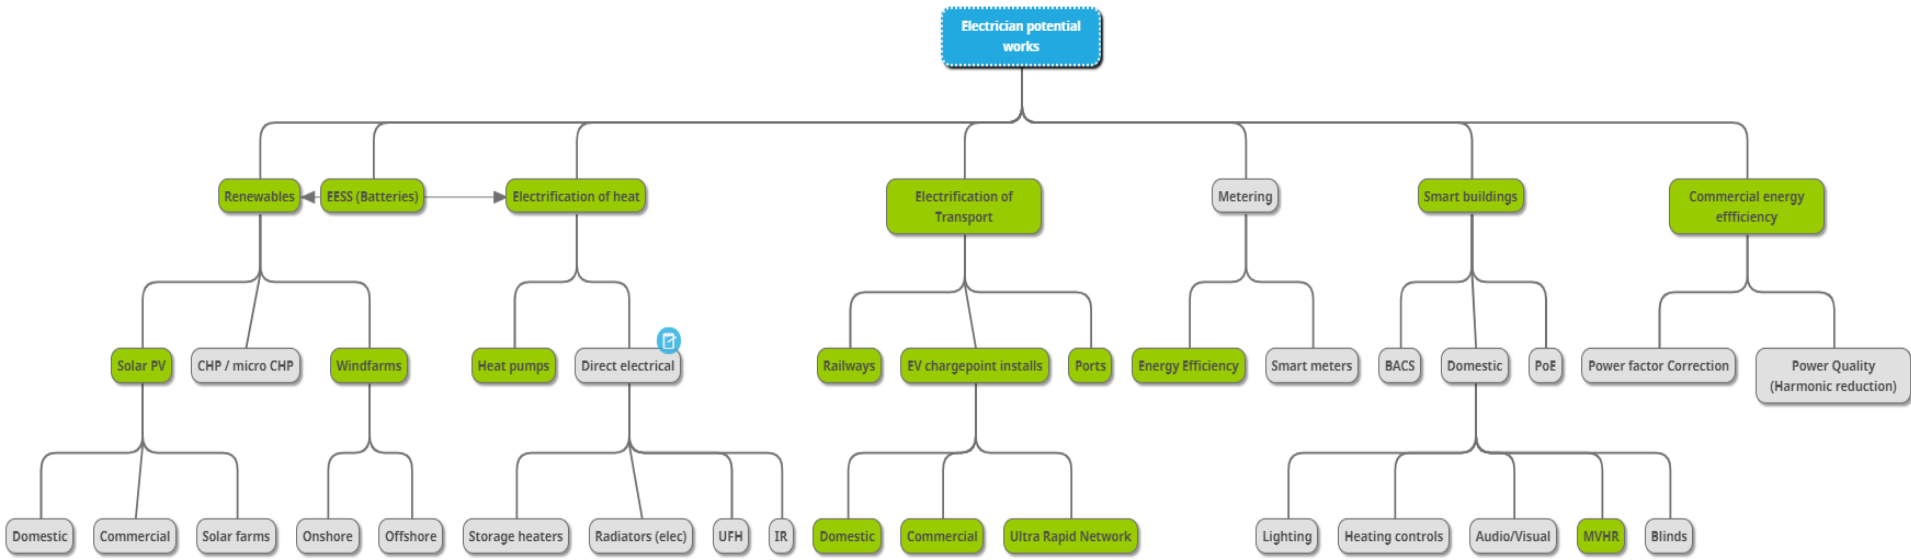 Electrician potential
works
Renewables
EESS (Batteries)
Electrification of heat
Electrification of
Transport
Metering
Smart buildings
Commercial energy
effficiency
Solar PV
CHP / micro CHP
Windfarms
Heat pumps
Direct electrical
Railways
EV chargepoint installs
Ports
Energy Efficiency
Smart meters
BACS
Domestic
PoE
Power factor Correction
Power Quality
(Harmonic reduction)
Domestic
Commercial
Solar farms
Onshore
Offshore
Storage heaters
Radiators (elec)
UFH
IR
Domestic
Commercial
Ultra Rapid Network
Lighting
Heating controls
Audio/Visual
MVHR
Blinds